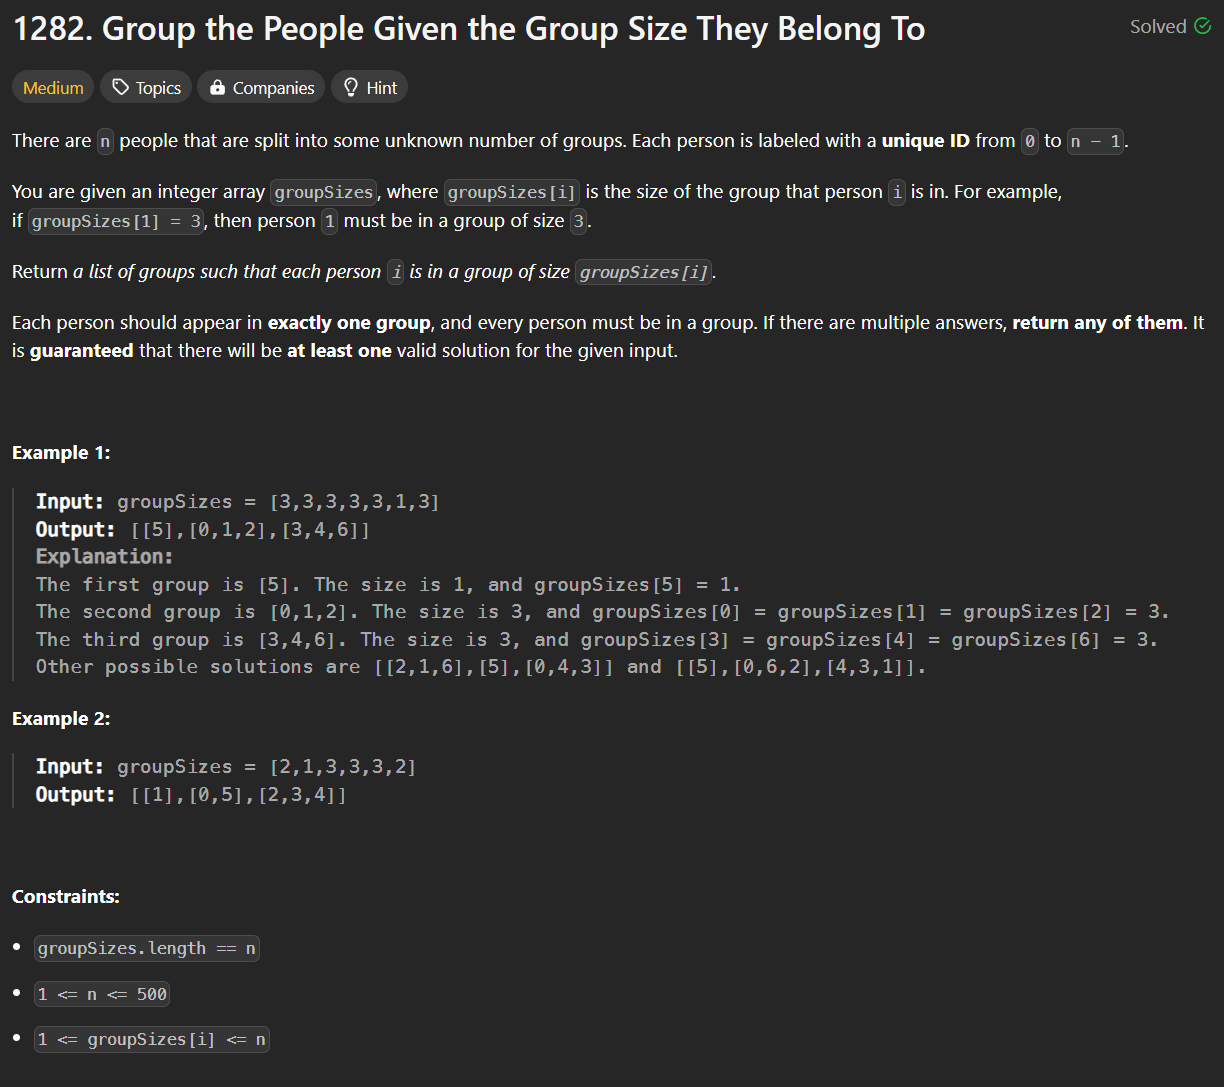 1282. Group the People Given the Group Size They Belong To
Solved
Medium Topics Companies Hint
There are n people that are split into some unknown number of groups. Each person is labeled with a unique ID from 0 to n - 1.
You are given an integer array groupSizes, where groupSizes[i] is the size of the group that person i is in. For example,
if groupSizes[1] = 3, then person 1 must be in a group of size 3.
Return a list of groups such that each person i is in a group of size groupSizes[i].
Each person should appear in exactly one group, and every person must be in a group. If there are multiple answers, return any of them. It
is guaranteed that there will be at least one valid solution for the given input.
Example 1:
Input: groupSizes = [3,3,3,3,3,1,3]
Output: [[5],[0,1,2],[3,4,6]]
Explanation:
The first group is [5]. The size is 1, and groupSizes[5] = 1.
The second group is [0,1,2]. The size is 3, and groupSizes[0] = groupSizes[1] = groupSizes[2] = 3.
The third group is [3,4,6]. The size is 3, and groupSizes[3] = groupSizes[4] = groupSizes[6] = 3.
Other possible solutions are [[2,1,6],[5],[0,4,3]] and [[5],[0,6,2],[4,3,1]].
Example 2:
Input: groupSizes = [2,1,3,3,3,2]
Output: [[1],[0,5],[2,3,4]]
Constraints:
• groupSizes.length == n
• 1 <= n <= 500
• 1 <= groupSizes[i] <= n